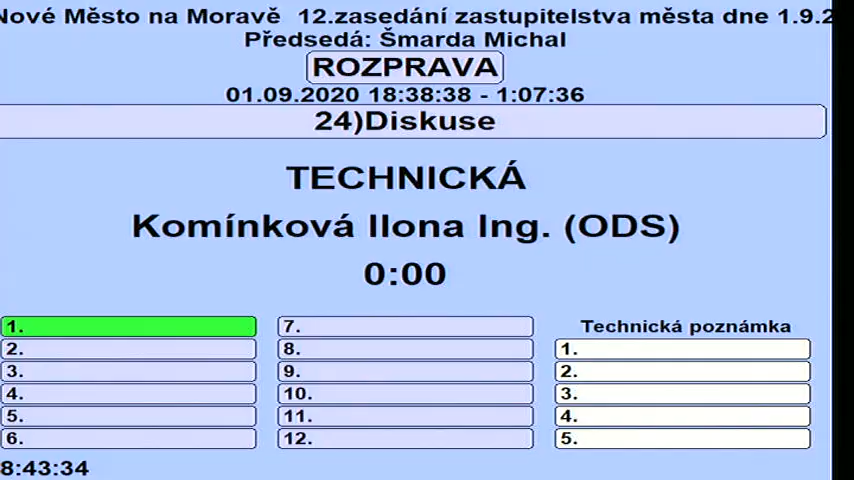 Nové Město na Moravě 12.zasedání zastupitelstva města dne 1.9.2
Předsedá: Šmarda Michal
ROZPRAVA
01.09.2020 18:38:38 - 1:07:36
24)Diskuse
TECHNICKÁ
Komínková Ilona Ing. (ODS)
0:00
1.
2.
3.
4.
5.
6.
7.
8.
9.
10.
11.
12.
Technická poznámka
1.
2.
3.
4.
5.
8:43:34